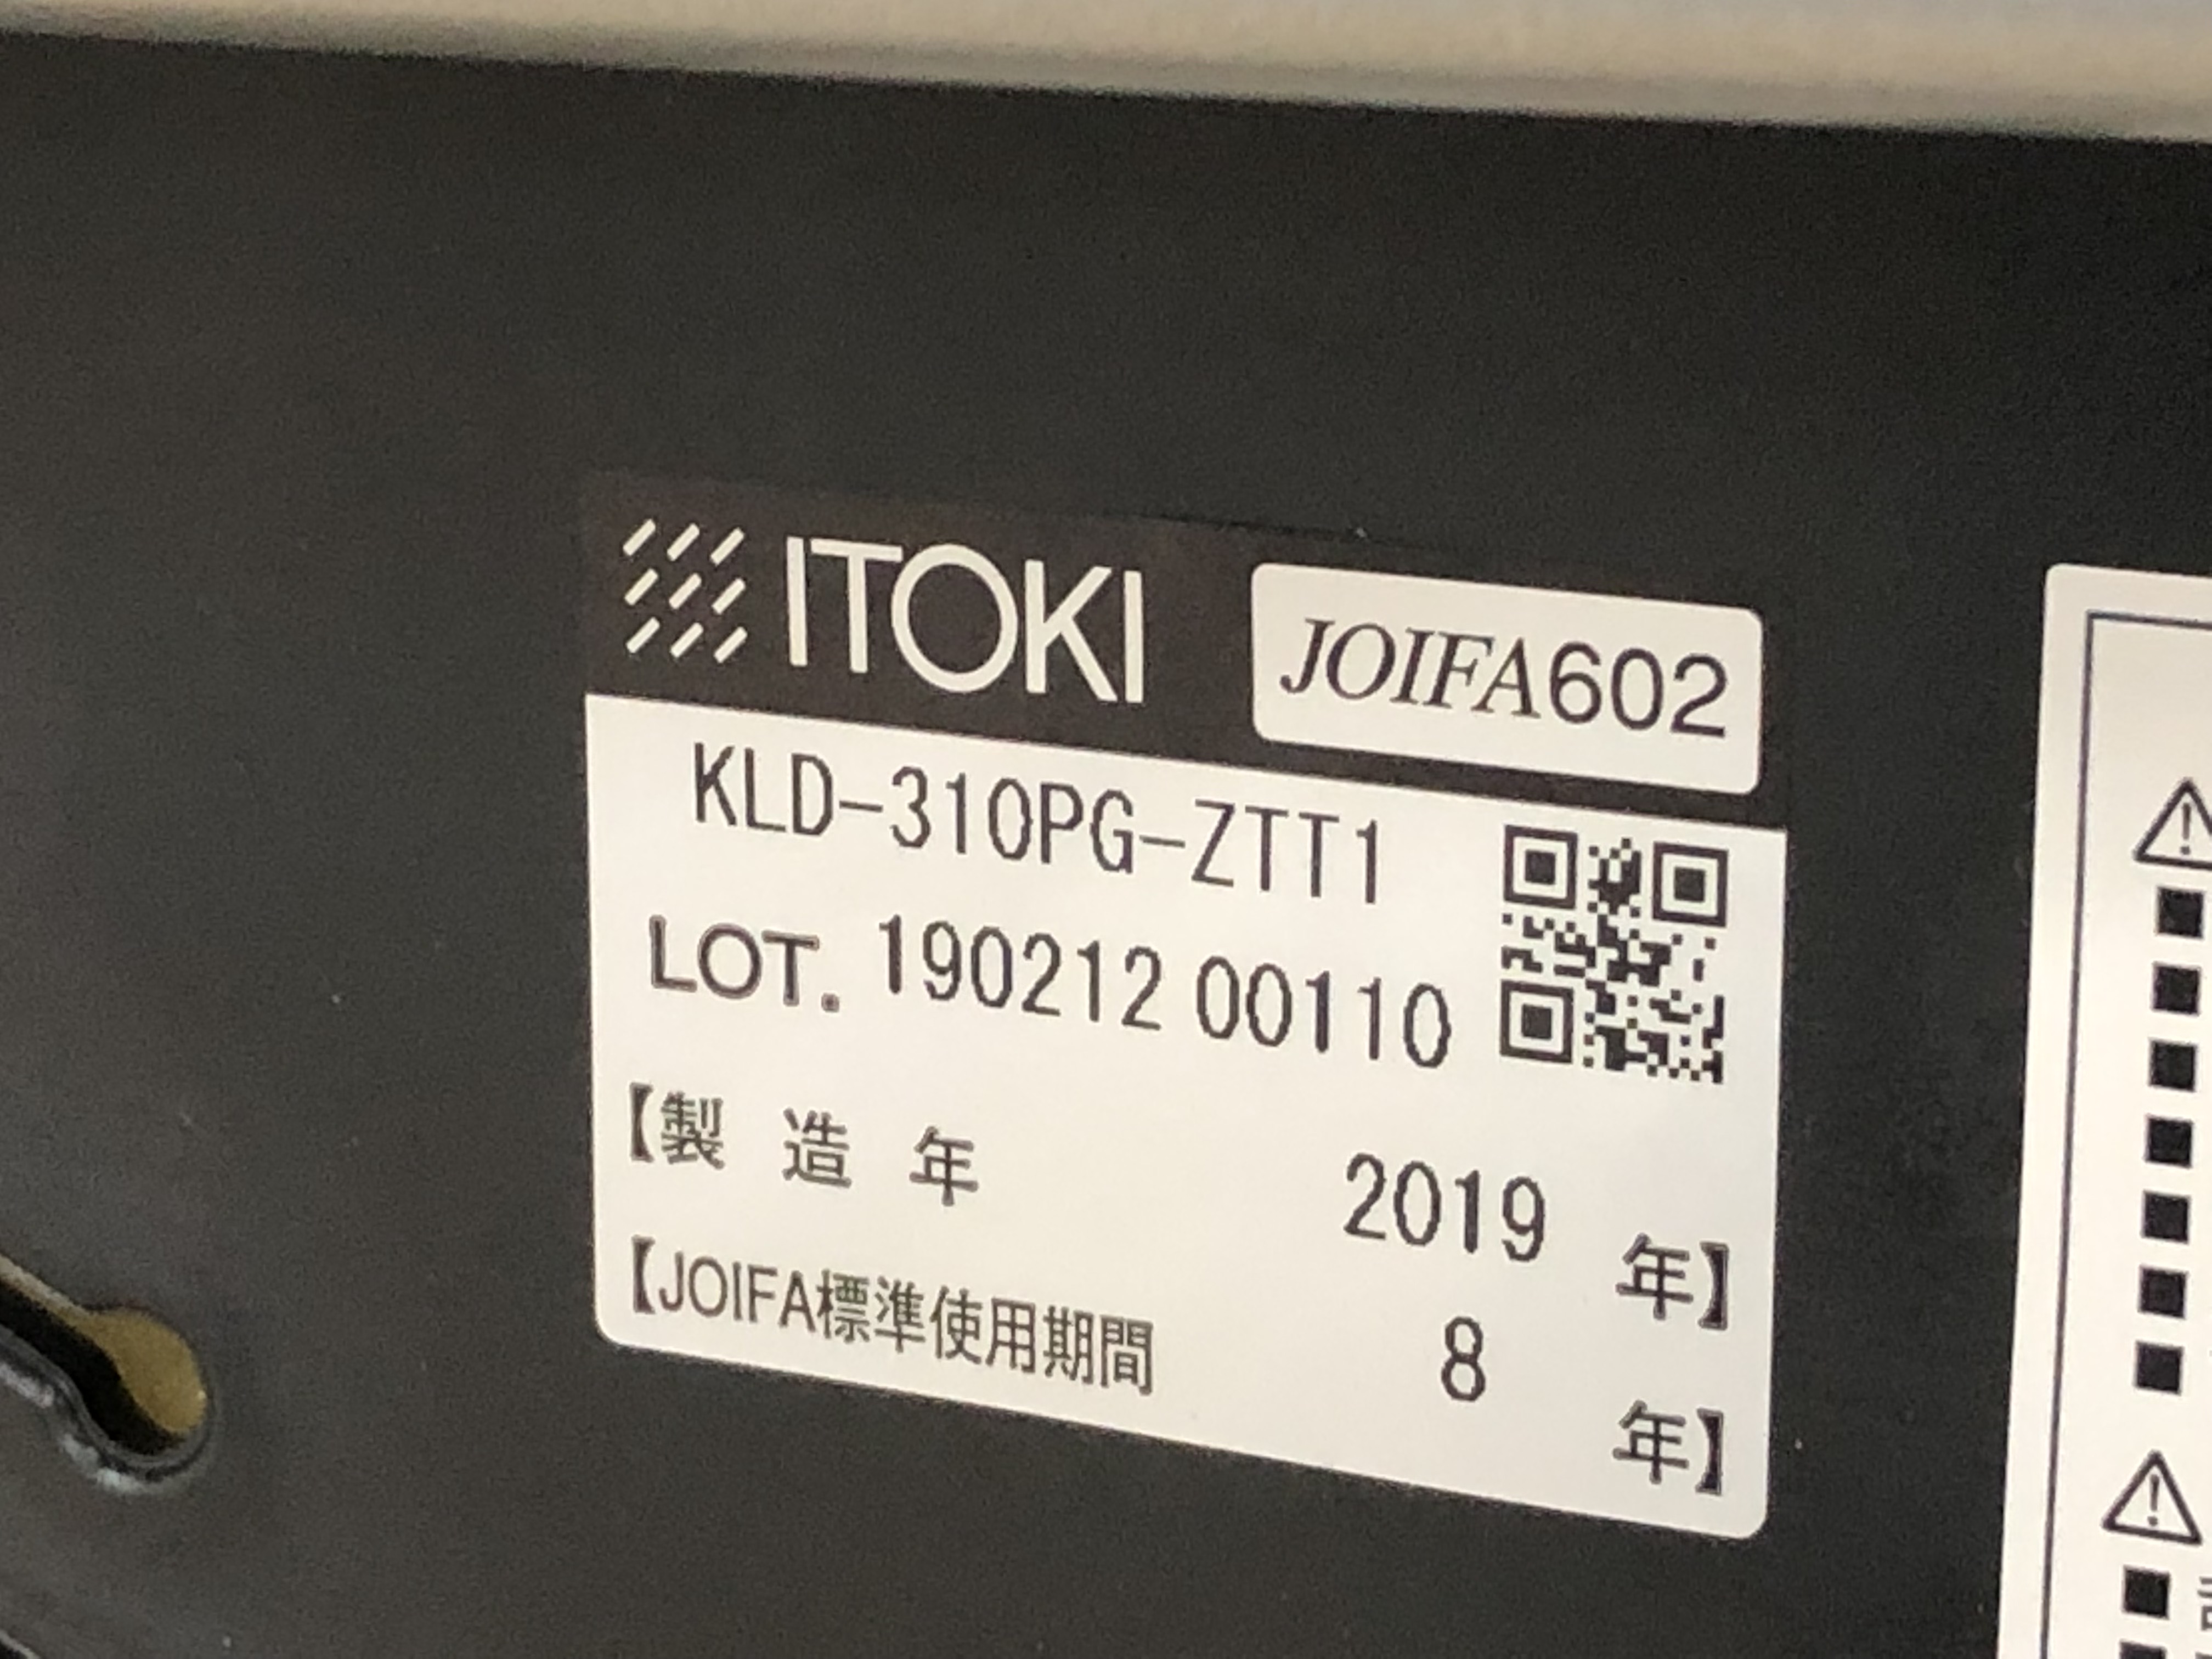 ITOKI JOIFA602
KLD-310PG-ZTT1
LOT. 190212 00110
【製 造 年 2019 年】
【JOIFA標準使用期間 8 年】